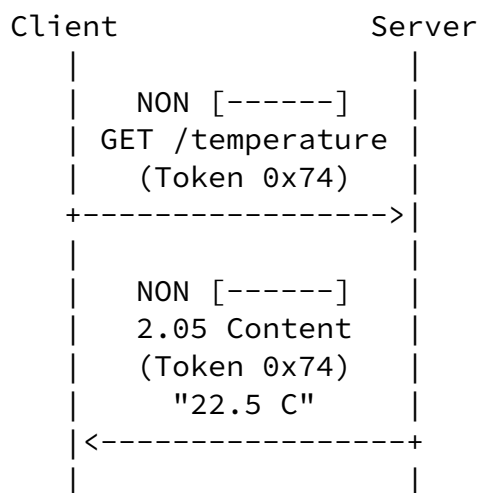 Client                Server
   |                    |
   |   NON [------]     |
   | GET /temperature   |
   |   (Token 0x74)     |
   +------------------->|
   |                    |
   |   NON [------]     |
   |   2.05 Content     |
   |   (Token 0x74)     |
   |     "22.5 C"       |
   |<-------------------+
   |                    |